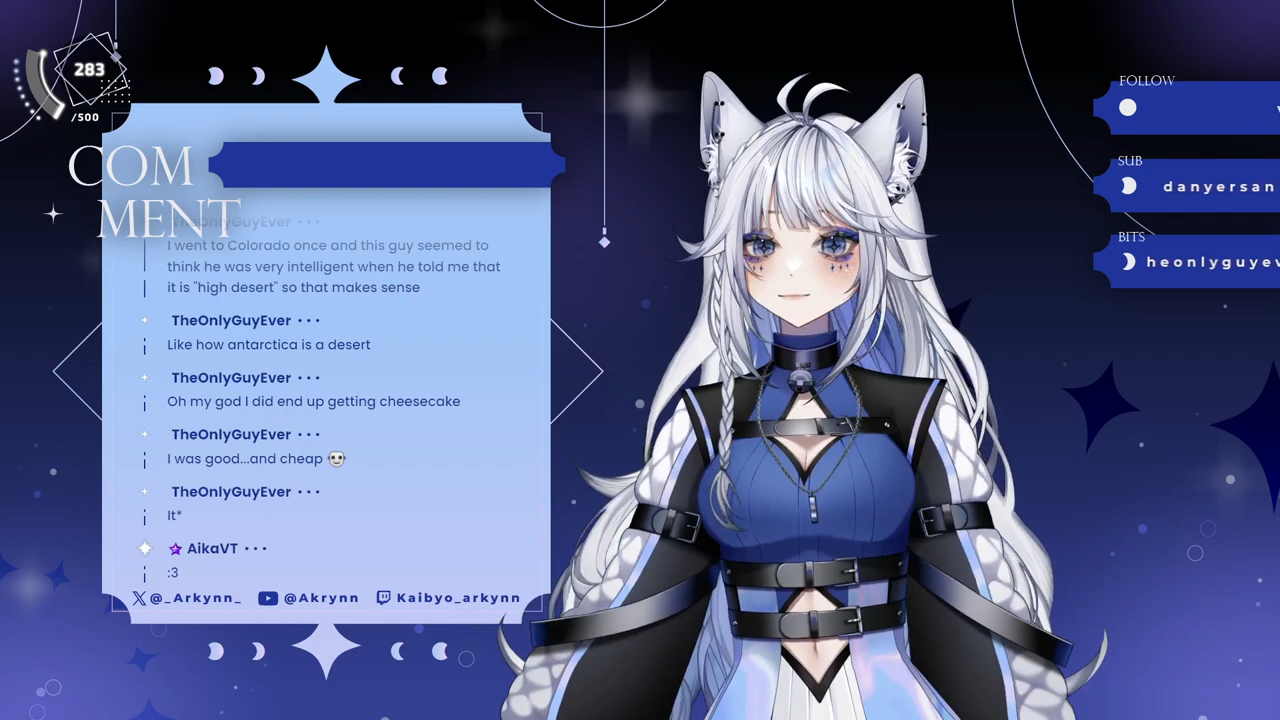 283
/500
COM
MENT
TheOnlyGuyEver
I went to Colorado once and this guy seemed to
think he was very intelligent when he told me that
it is "high desert" so that makes sense
TheOnlyGuyEver
Like how antarctica is a desert
TheOnlyGuyEver
Oh my god I did end up getting cheesecake
TheOnlyGuyEver
I was good...and cheap
TheOnlyGuyEver
It*
AikaVT
:3
@_Arkynn_ @Akrynn Kaibyo_arkynn
FOLLOW
SUB
danyersan
BITS
heonlyguyev